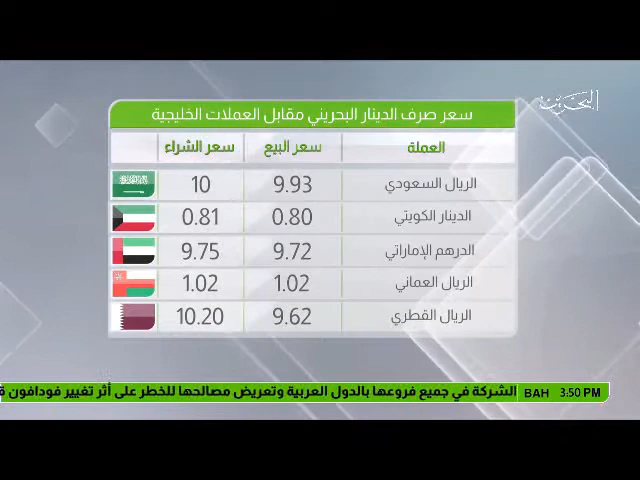 البحرين
سعر صرف الدينار البحريني مقابل العملات الخليجية
العملة سعر البيع سعر الشراء
الريال السعودي 9.93 10
الدينار الكويتي 0.80 0.81
الدرهم الإماراتي 9.72 9.75
الريال العماني 1.02 1.02
الريال القطري 9.62 10.20
3:50 PM BAH الشركة في جميع فروعها بالدول العربية وتعريض مصالحها للخطر على أثر تغيير فودافون